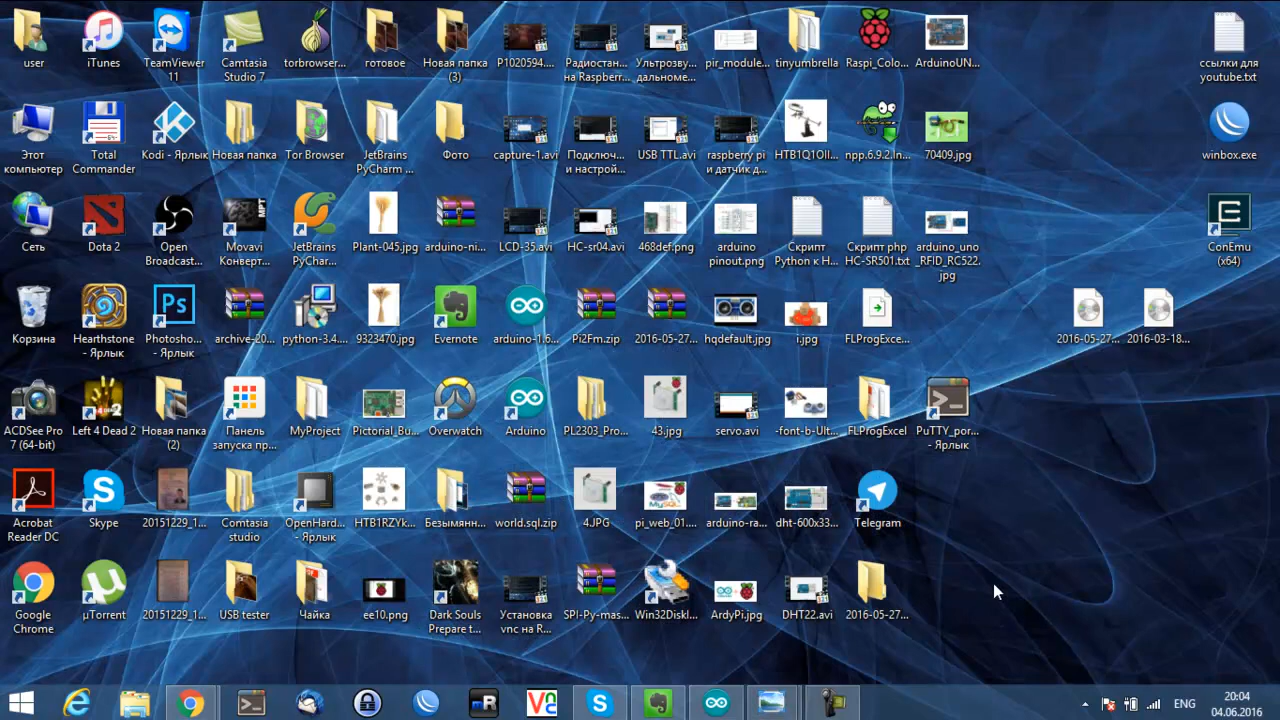 user
iTunes
TeamViewer
11
Camtasia
Studio 7
torbrowser...
готовое
Новая папка
(3)
P1020594....
Радиостан...
на Raspberr...
Ультрозву...
дальноме...
pir_module...
tinyumbrella
Raspi_Colo...
ArduinoUN...
ссылки для
youtube.txt
Этот
компьютер
Total
Commander
Kodi - Ярлык
Новая папка
Tor Browser
JetBrains
PyCharm ...
Фото
capture-1.avi
Подключ...
и настрой...
USB TTL.avi
raspberry pi
и датчик д...
HTB1Q1OlI...
npp.6.9.2.In...
70409.jpg
winbox.exe
Сеть
Dota 2
Open
Broadcast...
Movavi
Конверт...
JetBrains
PyChar...
Plant-045.jpg
arduino-ni...
LCD-35.avi
HC-sr04.avi
468def.png
arduino
pinout.png
Скрипт
Python к H...
Скрипт php
HC-SR501.txt
arduino_uno
_RFID_RC522.
jpg
ConEmu
(x64)
Корзина
Hearthstone
- Ярлык
Photosho...
- Ярлык
archive-20...
python-3.4....
9323470.jpg
Evernote
arduino-1.6...
Pi2Fm.zip
2016-05-27...
hqdefault.jpg
i.jpg
FLProgExce...
2016-05-27...
2016-03-18...
ACDSee Pro
7 (64-bit)
Left 4 Dead 2
Новая папка
(2)
Панель
запуска пр...
MyProject
Pictorial_Bu...
Overwatch
Arduino
PL2303_Pro...
43.jpg
servo.avi
-font-b-Ult...
FLProgExcel
PuTTY_por...
- Ярлык
Acrobat
Reader DC
Skype
20151229_1...
Comtasia
studio
OpenHard...
- Ярлык
HTB1RZYk...
Безымянн...
world.sql.zip
4.JPG
pi_web_01....
arduino-ra...
dht-600x33...
Telegram
Google
Chrome
µTorrent
20151229_1...
USB tester
Чайка
ee10.png
Dark Souls
Prepare t...
Установка
vnc на R...
SPI-Py-mas...
Win32DiskI...
ArdyPi.jpg
DHT22.avi
2016-05-27...
ENG
20:04
04.06.2016